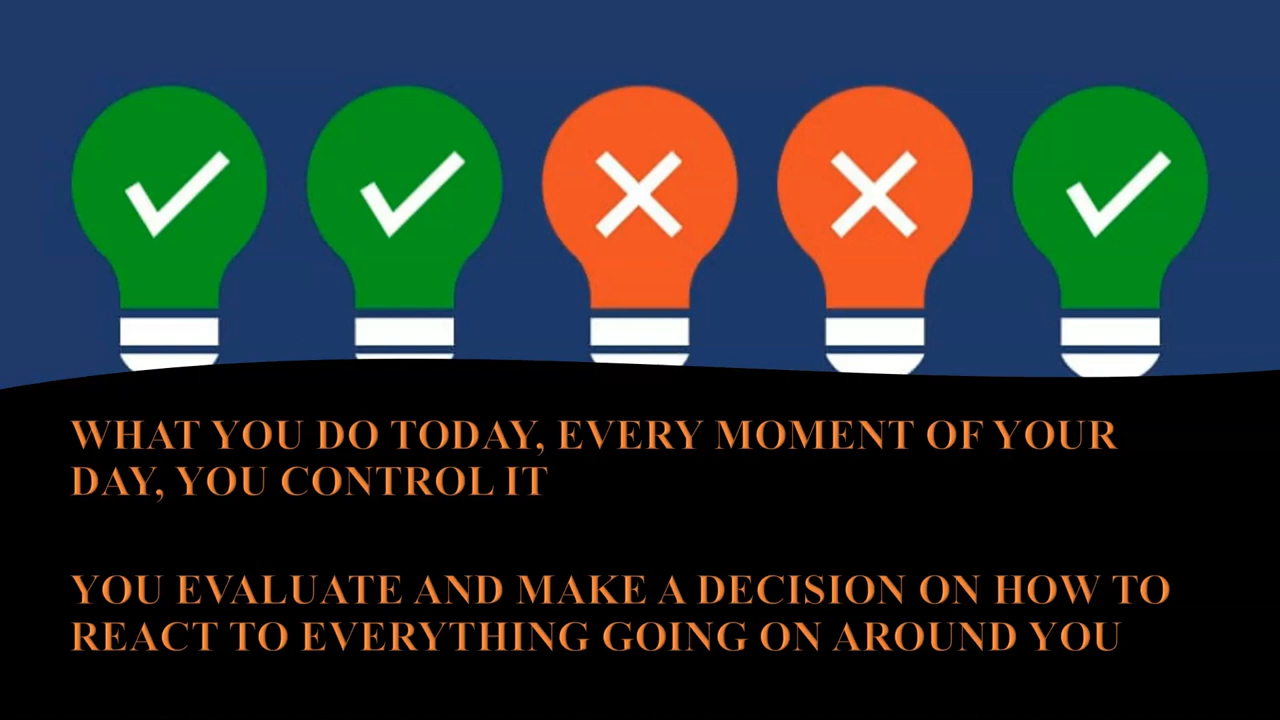 WHAT YOU DO TODAY, EVERY MOMENT OF YOUR
DAY, YOU CONTROL IT
YOU EVALUATE AND MAKE A DECISION ON HOW TO
REACT TO EVERYTHING GOING ON AROUND YOU